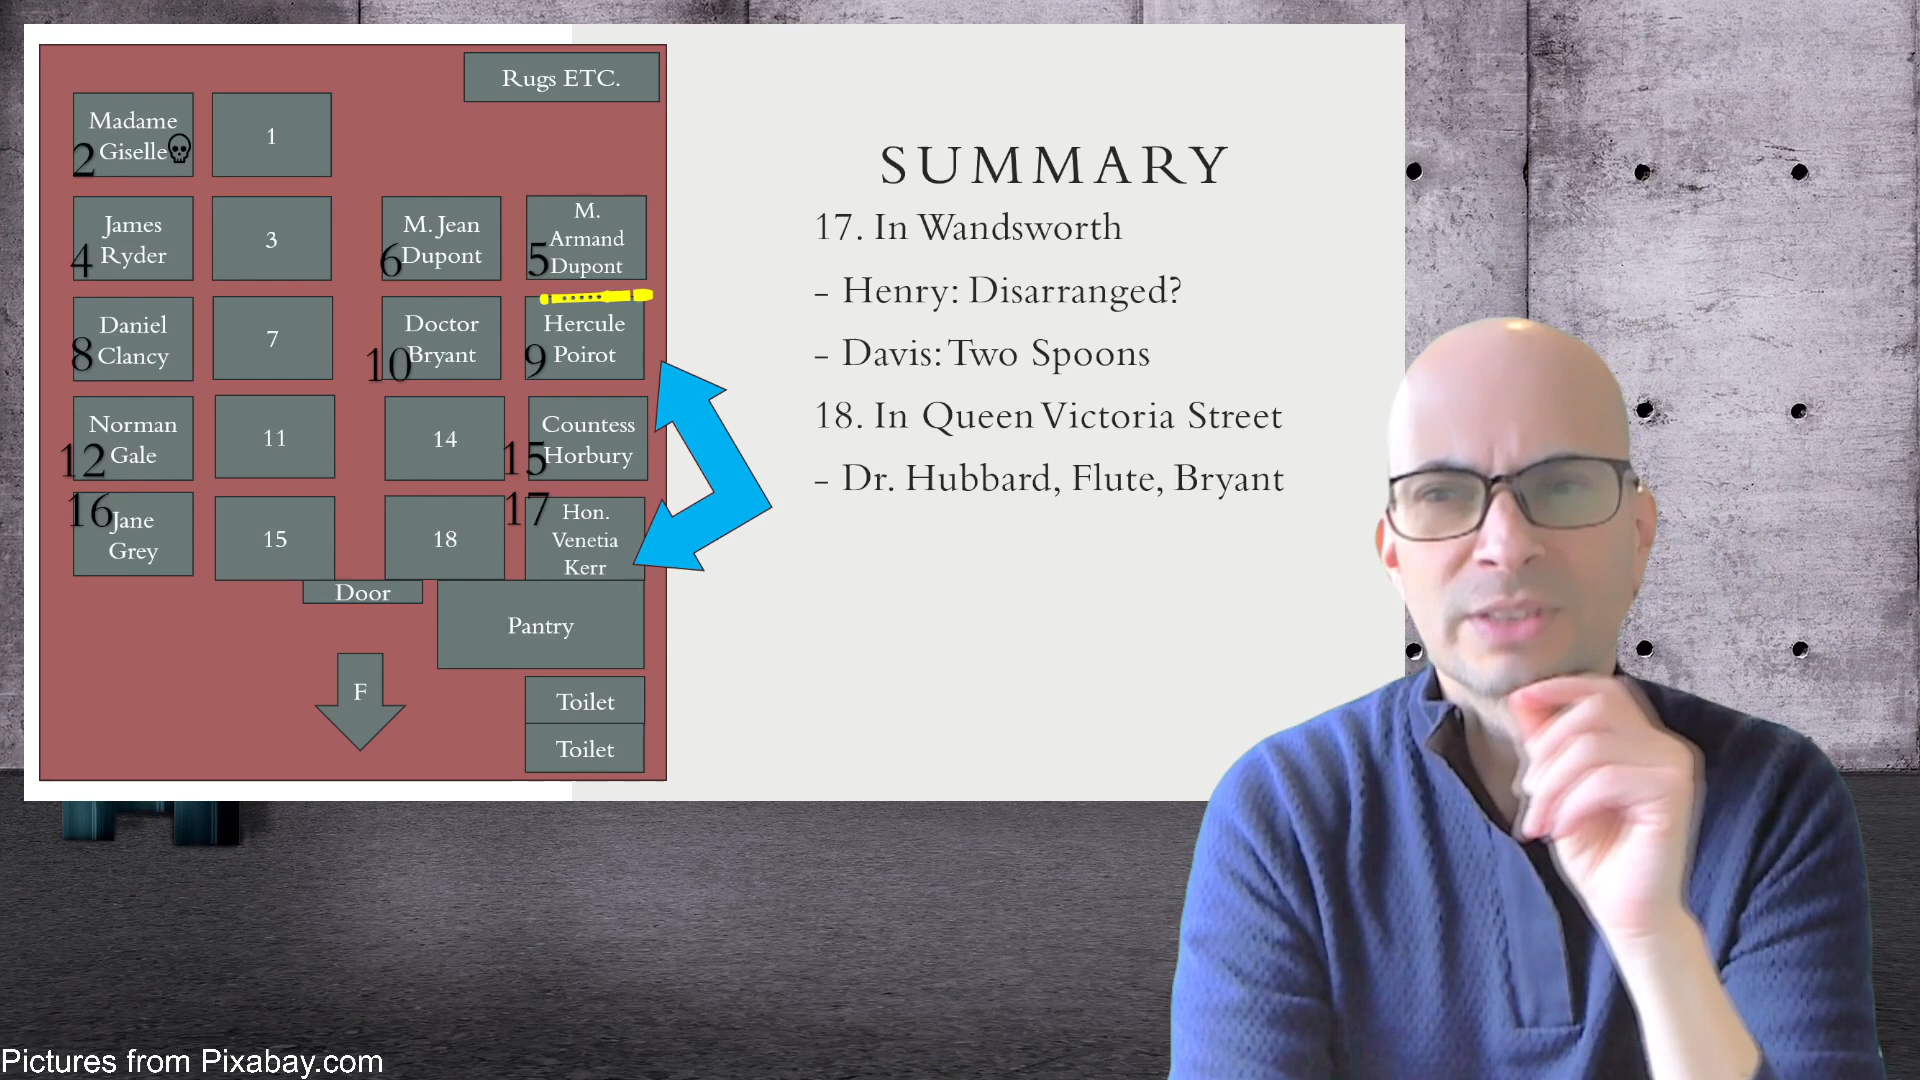 Rugs ETC.
Madame
Giselle
2
1
James
Ryder
4
3
M. Jean
Dupont
6
M.
Armand
Dupont
5
Daniel
Clancy
8
7
Doctor
Bryant
10
Hercule
Poirot
9
Norman
Gale
12
11
14
Countess
Horbury
15
Jane
Grey
16
15
18
Hon.
Venetia
Kerr
17
Door
Pantry
F
Toilet
Toilet
SUMMARY
17. In Wandsworth
- Henry: Disarranged?
- Davis: Two Spoons
18. In Queen Victoria Street
- Dr. Hubbard, Flute, Bryant
Pictures from Pixabay.com